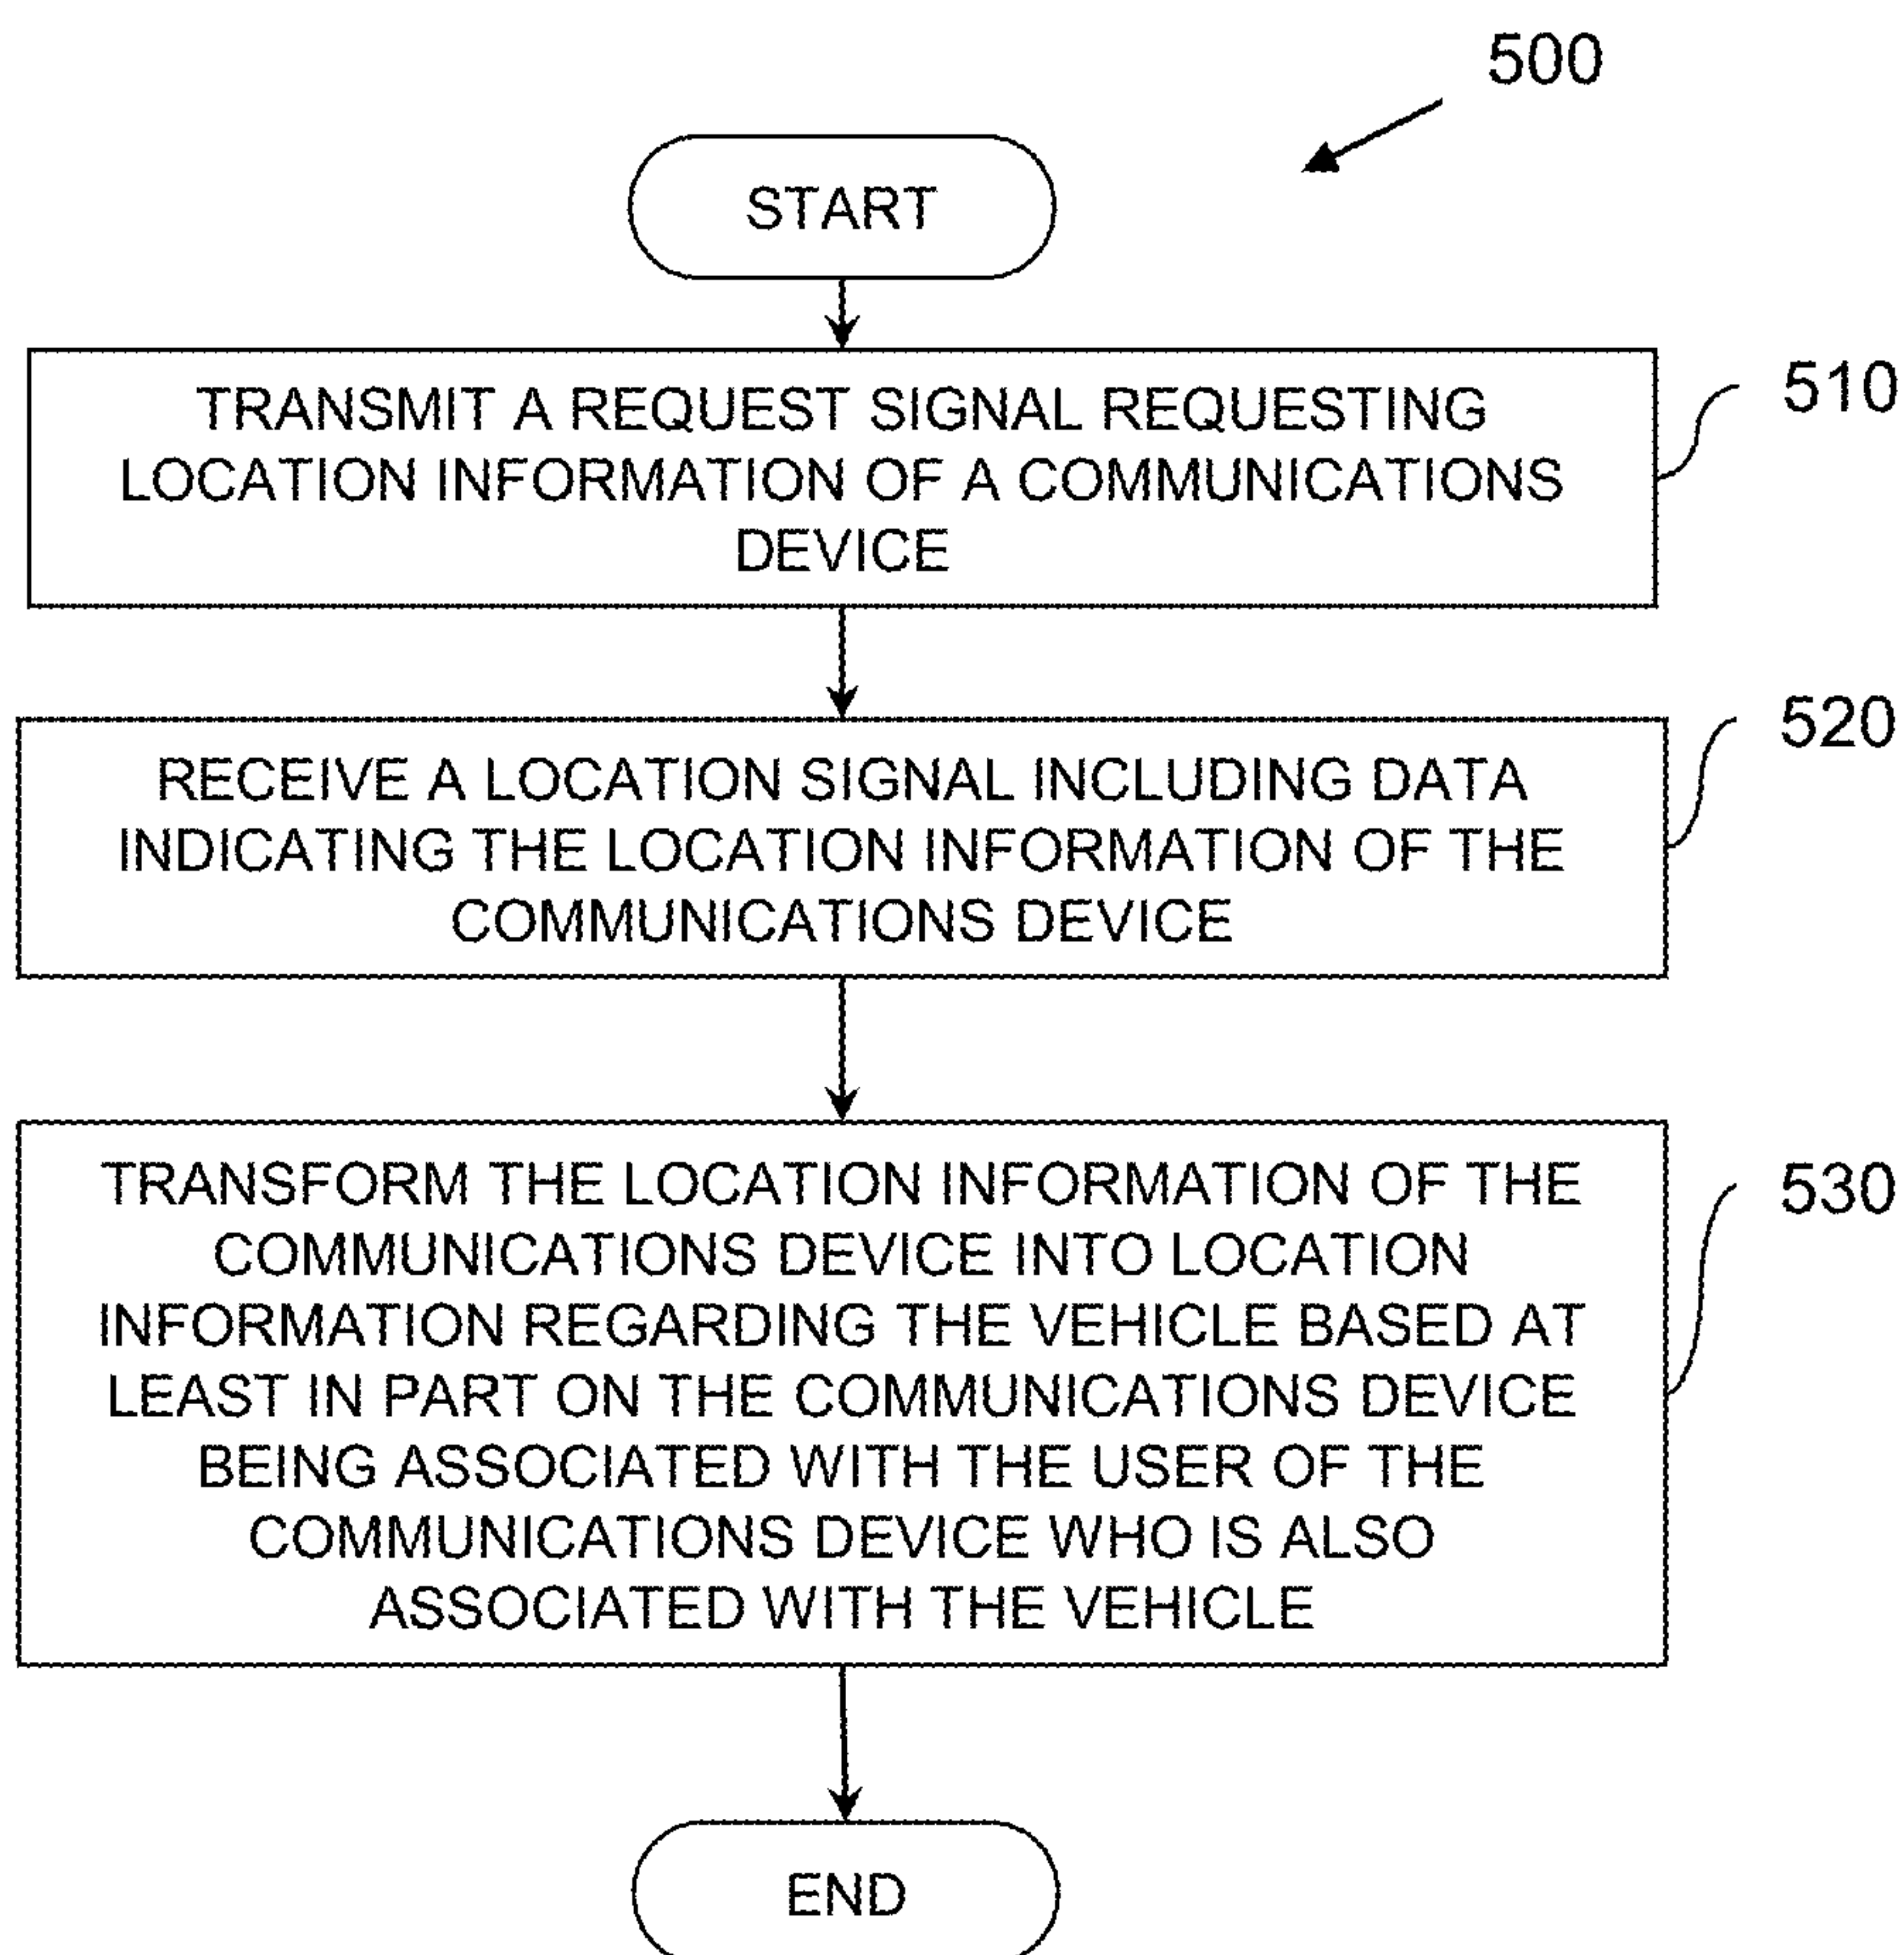 500
START
TRANSMIT A REQUEST SIGNAL REQUESTING
LOCATION INFORMATION OF A COMMUNICATIONS
DEVICE
510
RECEIVE A LOCATION SIGNAL INCLUDING DATA
INDICATING THE LOCATION INFORMATION OF THE
COMMUNICATIONS DEVICE
520
TRANSFORM THE LOCATION INFORMATION OF THE
COMMUNICATIONS DEVICE INTO LOCATION
INFORMATION REGARDING THE VEHICLE BASED AT
LEAST IN PART ON THE COMMUNICATIONS DEVICE
BEING ASSOCIATED WITH THE USER OF THE
COMMUNICATIONS DEVICE WHO IS ALSO
ASSOCIATED WITH THE VEHICLE
530
END